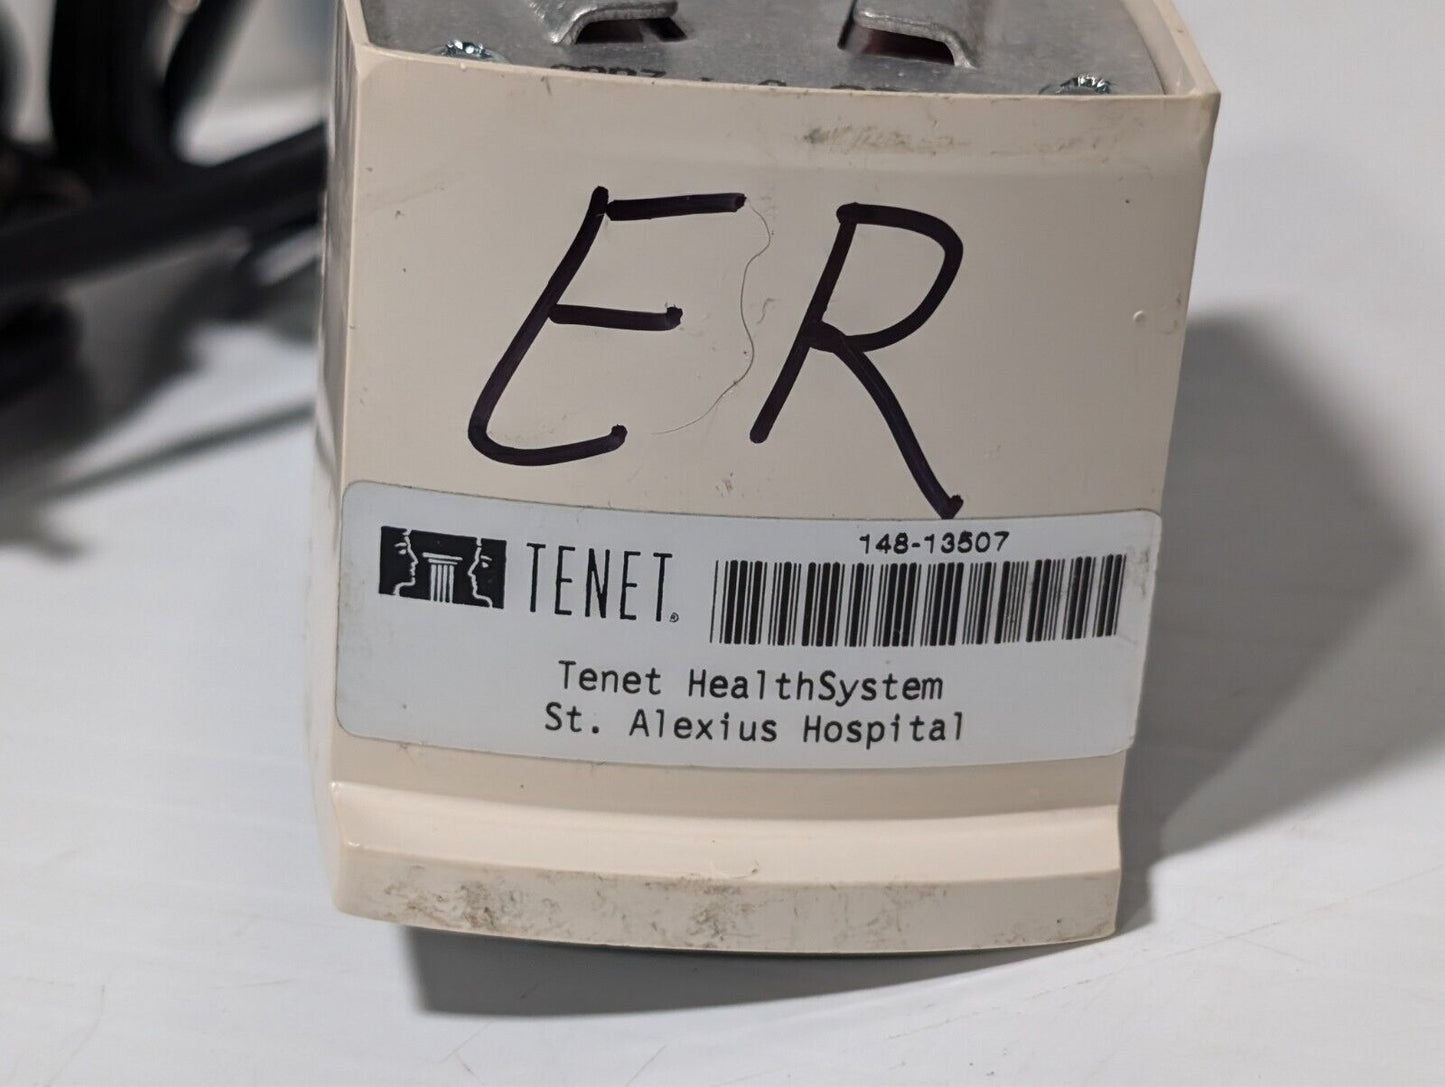 ER
148-13507
TENET®
Tenet HealthSystem
St. Alexius Hospital